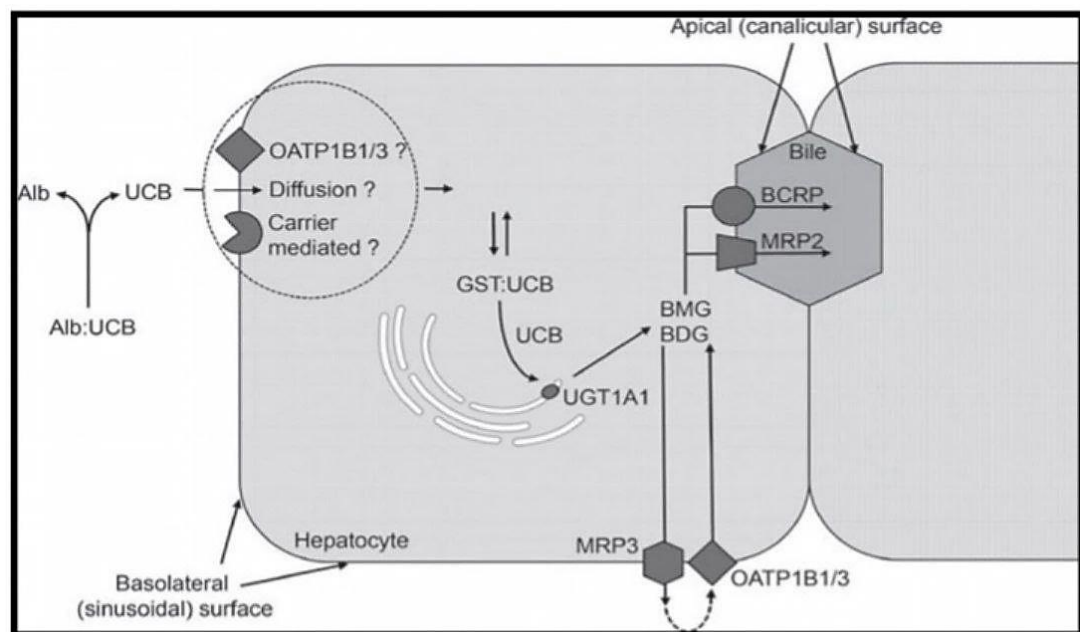 Apical (canalicular) surface
OATP1B1/3 ?
Bile
Alb
UCB
Diffusion ?
BCRP
Carrier
mediated ?
MRP2
GST:UCB
Alb:UCB
UCB
BMG
BDG
UGT1A1
Hepatocyte
MRP3
OATP1B1/3
Basolateral
(sinusoidal) surface